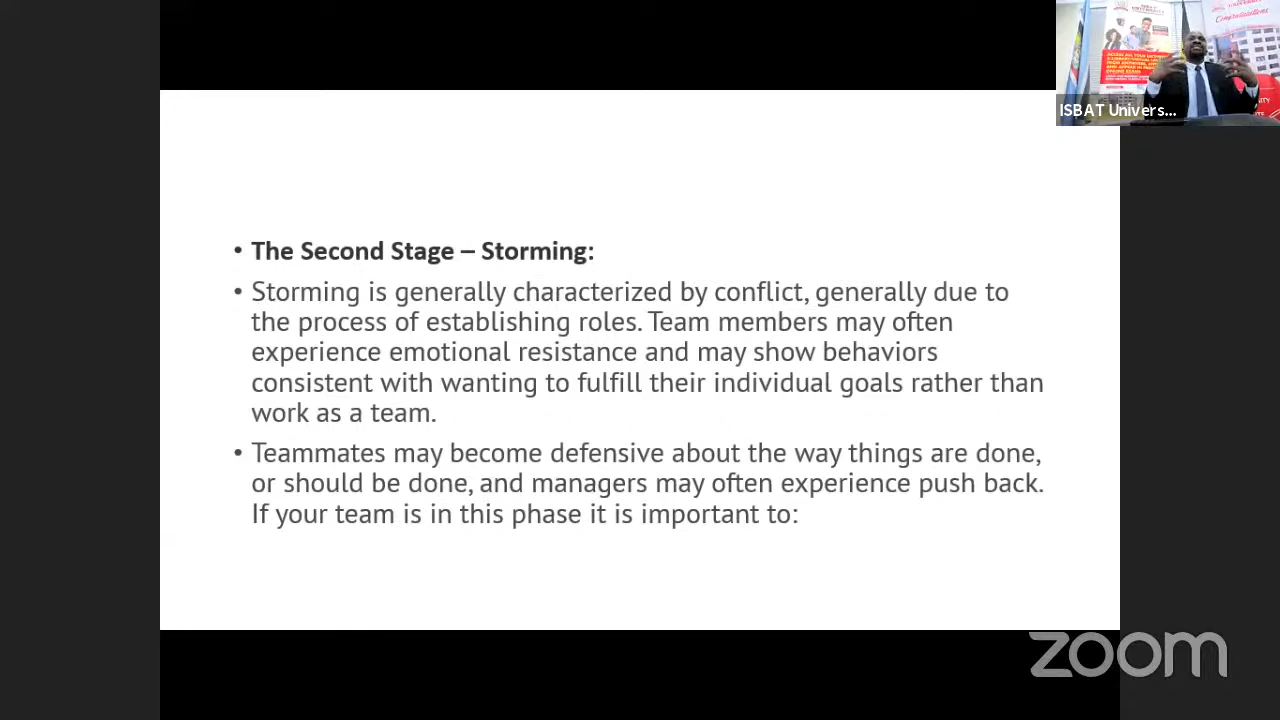 ISBAT Univers...
• The Second Stage – Storming:
• Storming is generally characterized by conflict, generally due to
the process of establishing roles. Team members may often
experience emotional resistance and may show behaviors
consistent with wanting to fulfill their individual goals rather than
work as a team.
• Teammates may become defensive about the way things are done,
or should be done, and managers may often experience push back.
If your team is in this phase it is important to:
zoom